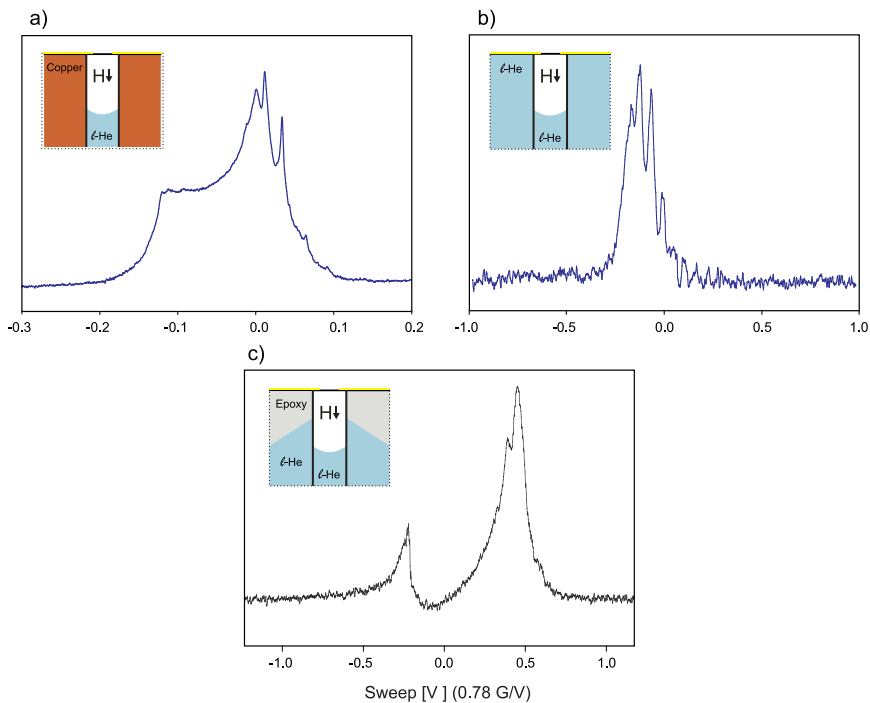 a)
Copper
H↓
ℓ-He
-0.3 -0.2 -0.1 0.0 0.1 0.2
b)
ℓ-He
H↓
ℓ-He
-1.0 -0.5 0.0 0.5 1.0
c)
Epoxy
H↓
ℓ-He
ℓ-He
-1.0 -0.5 0.0 0.5 1.0
Sweep [V ] (0.78 G/V)